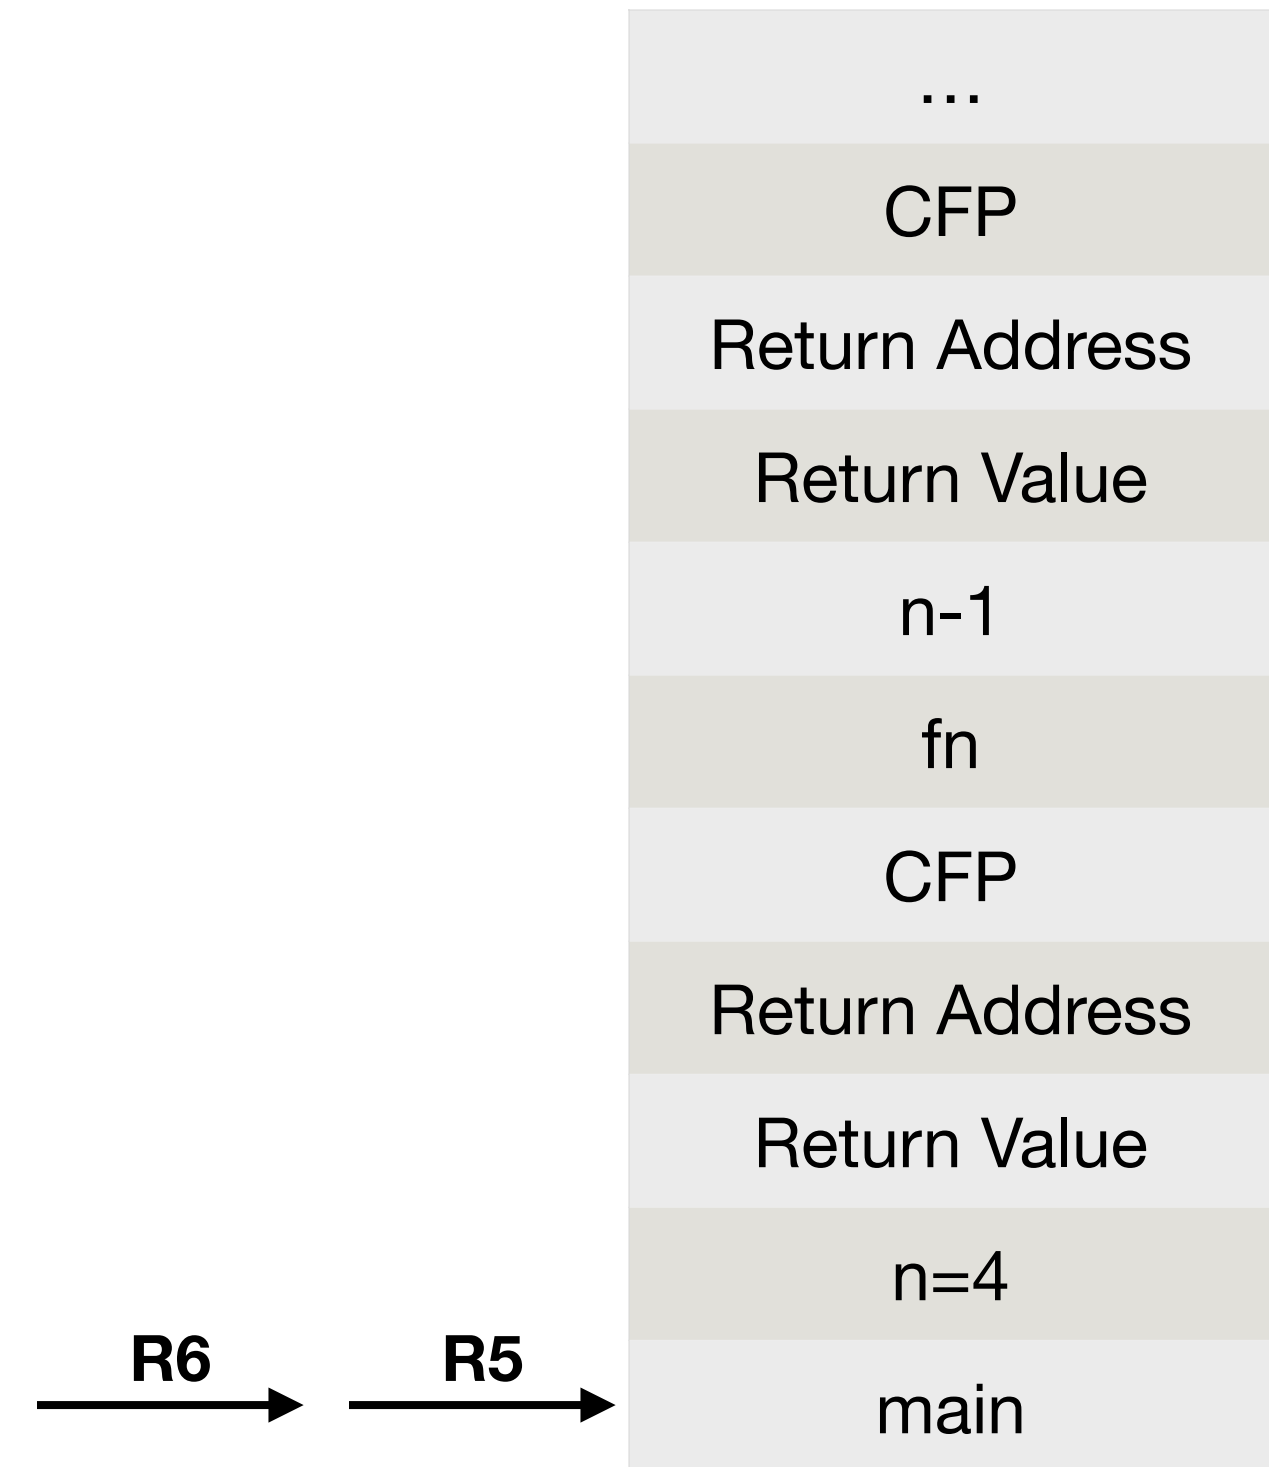 ...
CFP
Return Address
Return Value
n-1
fn
CFP
Return Address
Return Value
n=4
R6 R5
main